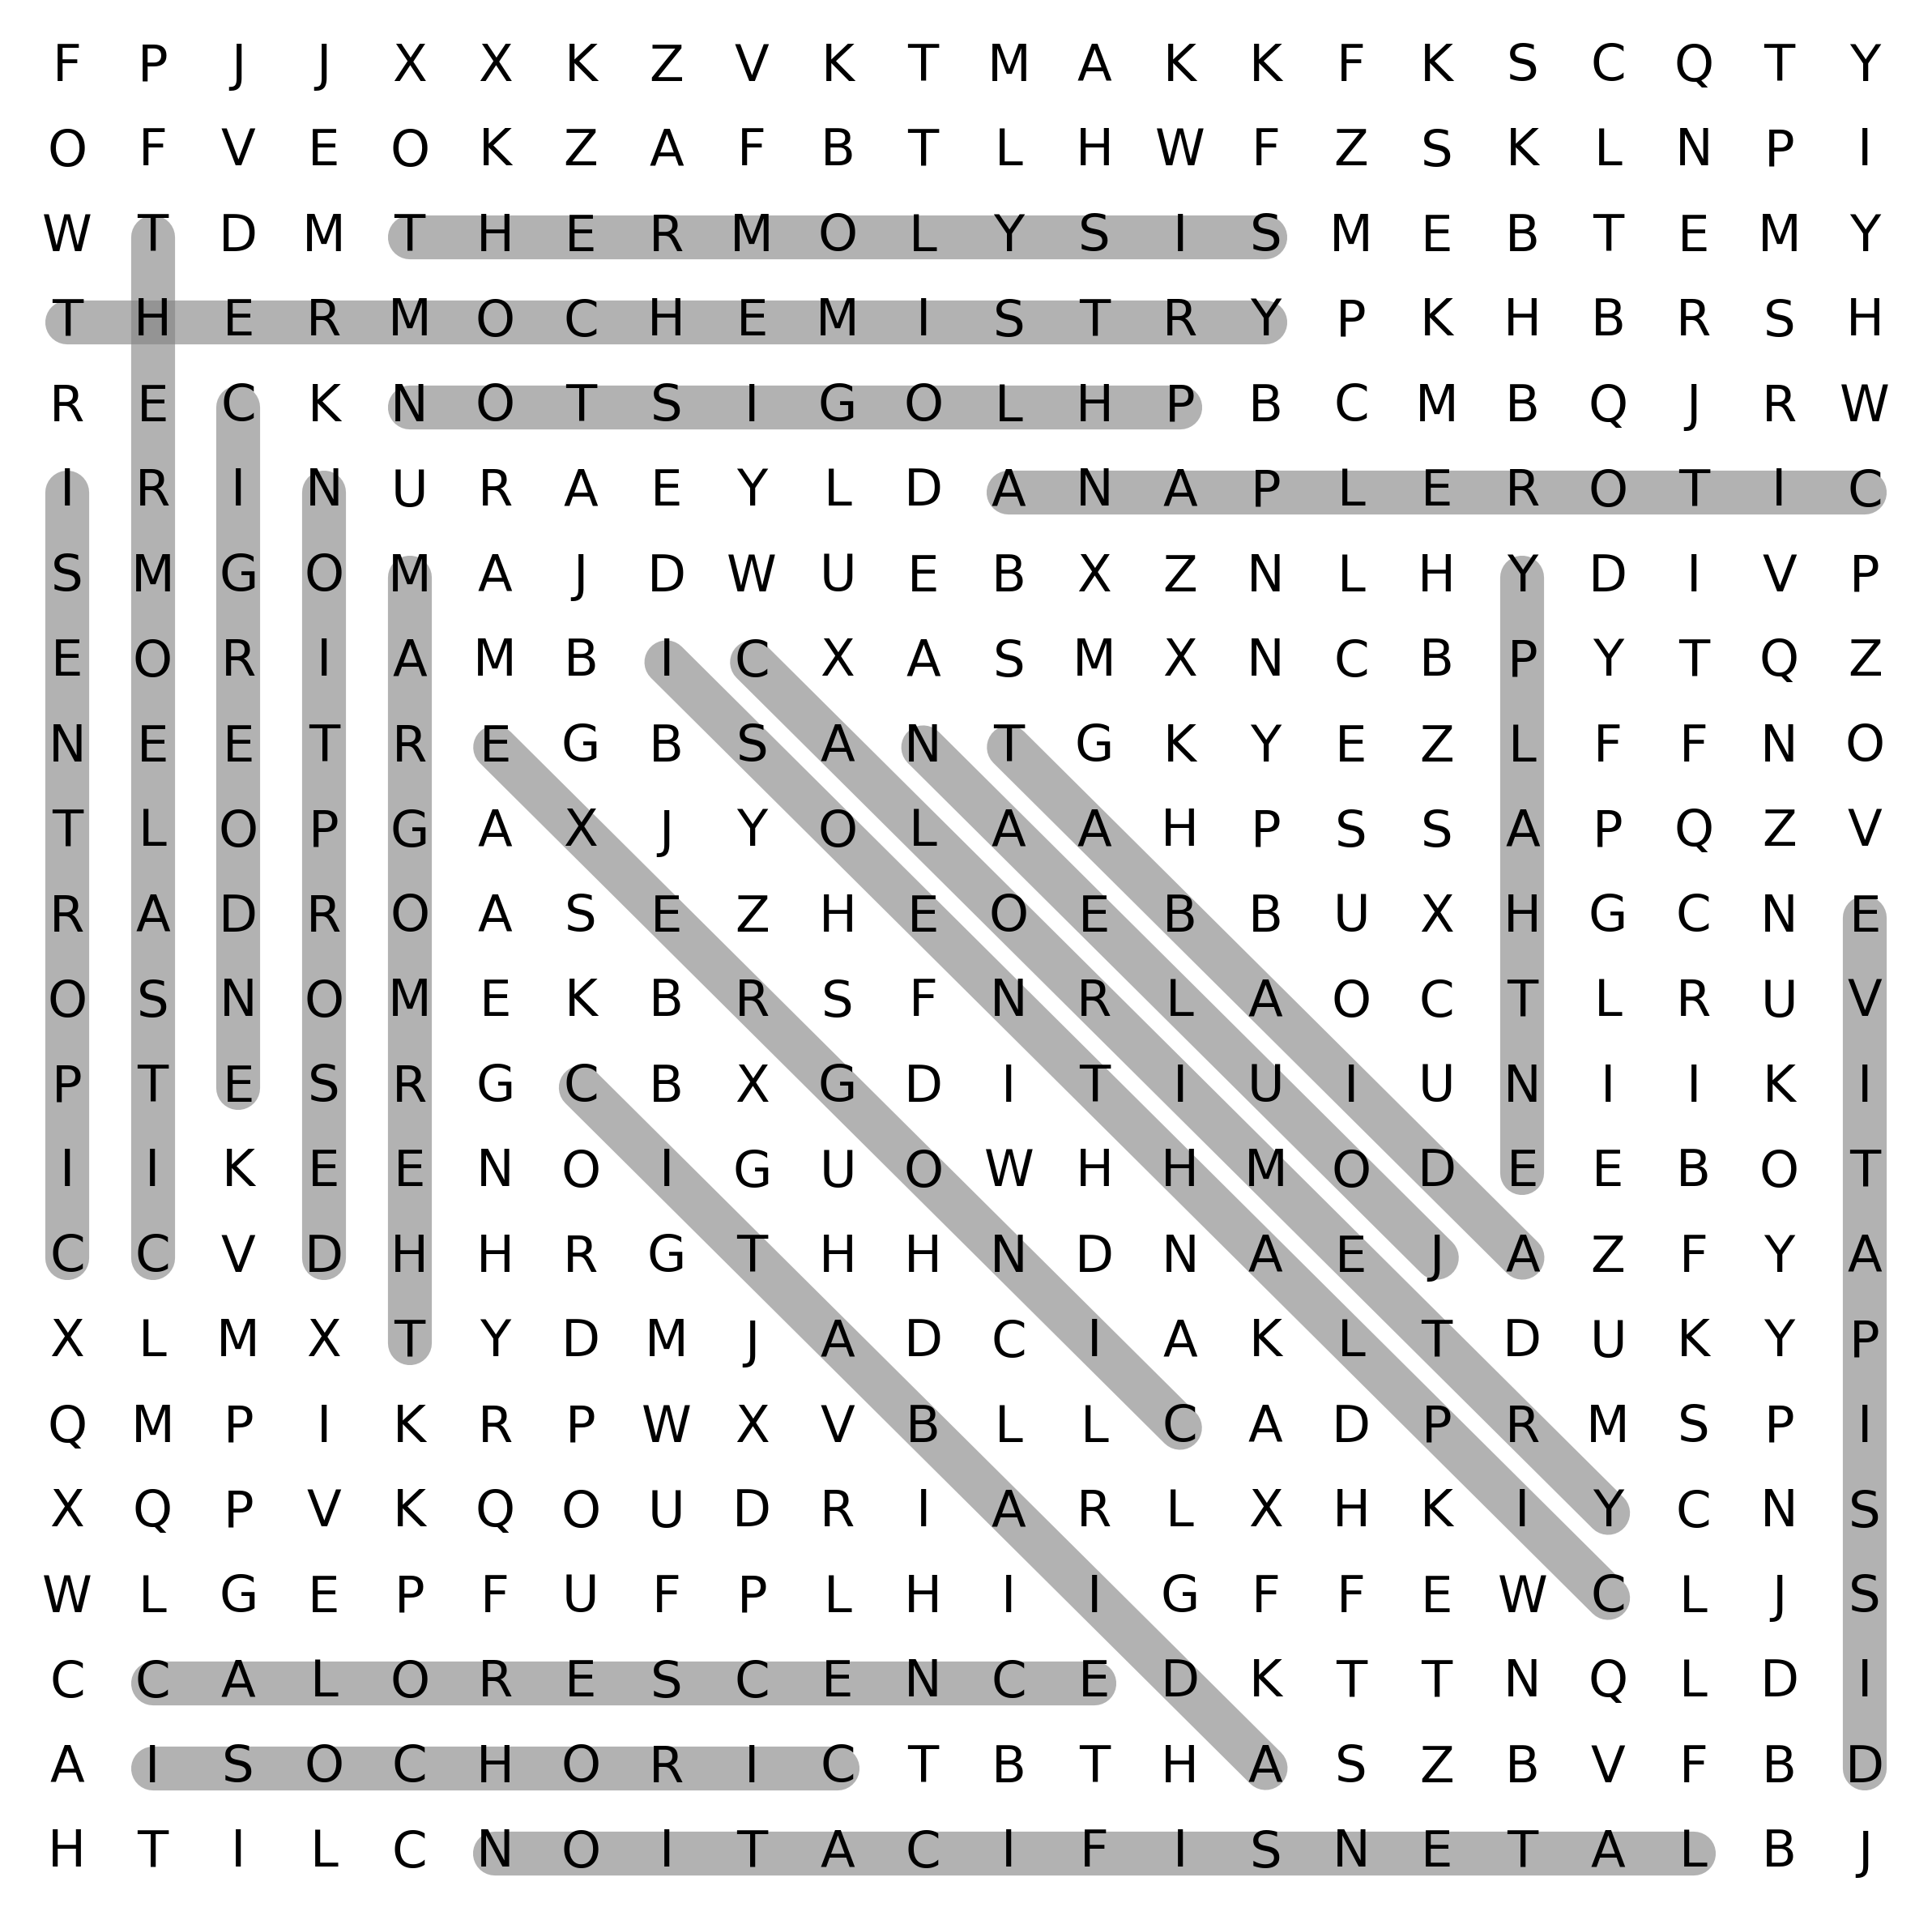 F P J J X X K Z V K T M A K K F K S C Q T Y
O F V E O K Z A F B T L H W F Z S K L N P I
W T D M T H E R M O L Y S I S M E B T E M Y
T H E R M O C H E M I S T R Y P K H B R S H
R E C K N O T S I G O L H P B C M B Q J R W
I R I N U R A E Y L D A N A P L E R O T I C
S M G O M A J D W U E B X Z N L H Y D I V P
E O R I A M B I C X A S M X N C B P Y T Q Z
N E E T R E G B S A N T G K Y E Z L F F N O
T L O P G A X J Y O L A A H P S S A P Q Z V
R A D R O A S E Z H E O E B B U X H G C N E
O S N O M E K B R S F N R L A O C T L R U V
P T E S R G C B X G D I T I U I U N I I K I
I I K E E N O I G U O W H H M O D E E B O T
C C V D H H R G T H H N D N A E J A Z F Y A
X L M X T Y D M J A D C I A K L T D U K Y P
Q M P I K R P W X V B L L C A D P R M S P I
X Q P V K Q O U D R I A R L X H K I Y C N S
W L G E P F U F P L H I I G F F E W C L J S
C C A L O R E S C E N C E D K T T N Q L D I
A I S O C H O R I C T B T H A S Z B V F B D
H T I L C N O I T A C I F I S N E T A L B J